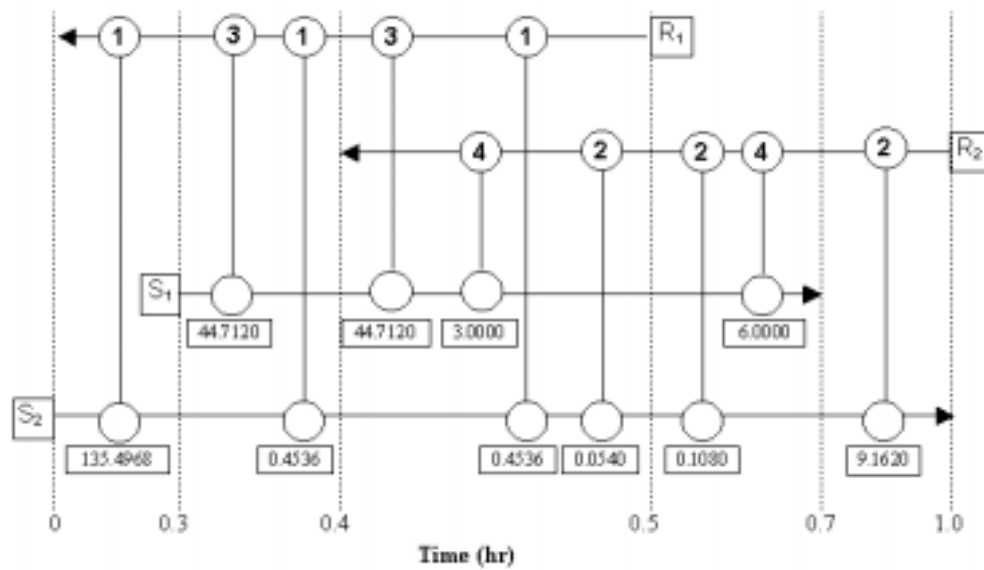 1 3 1 3 1 R1
4 2 2 4 2 R2
S1
44.7120 44.7120 3.0000 6.0000
S2
135.4968 0.4536 0.4536 0.0540 0.1080 9.1620
0 0.3 0.4 0.5 0.7 1.0
Time (hr)